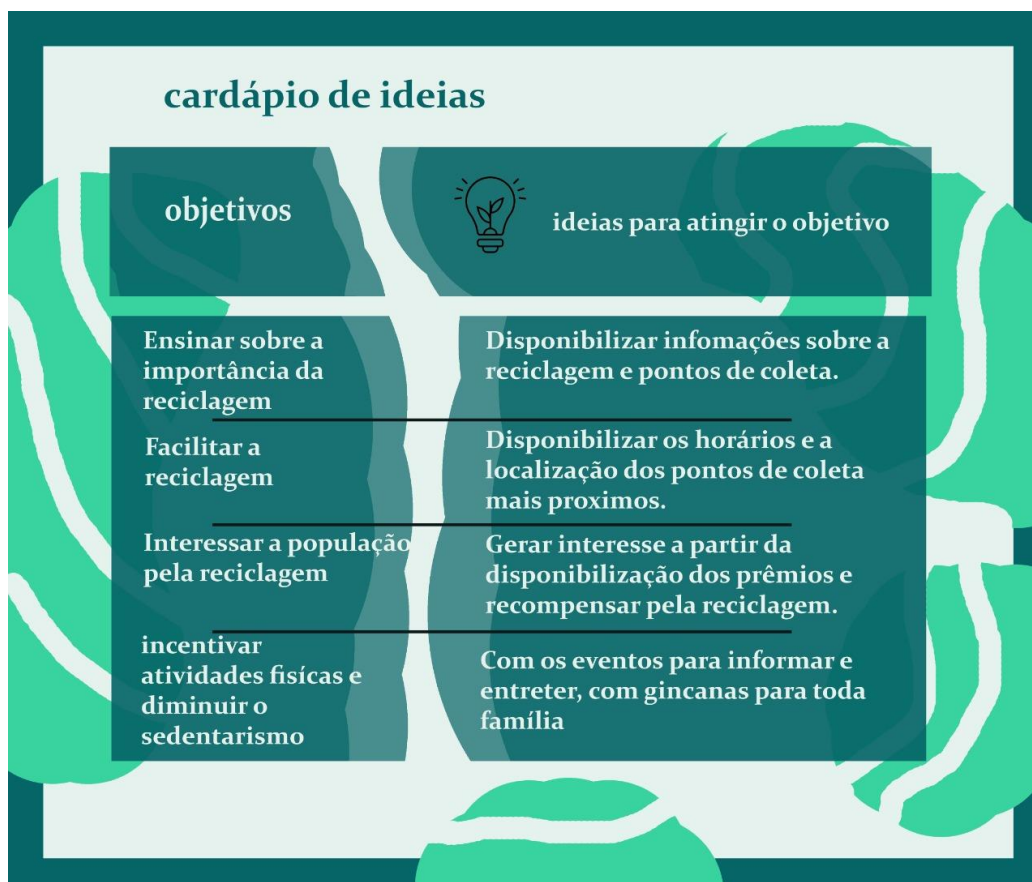 cardápio de ideias
objetivos
ideias para atingir o objetivo
Ensinar sobre a
importância da
reciclagem
Disponibilizar infomações sobre a
reciclagem e pontos de coleta.
Facilitar a
reciclagem
Disponibilizar os horários e a
localização dos pontos de coleta
mais proximos.
Interessar a população
pela reciclagem
Gerar interesse a partir da
disponibilização dos prêmios e
recompensar pela reciclagem.
incentivar
atividades fisícas e
diminuir o
sedentarismo
Com os eventos para informar e
entreter, com gincanas para toda
família